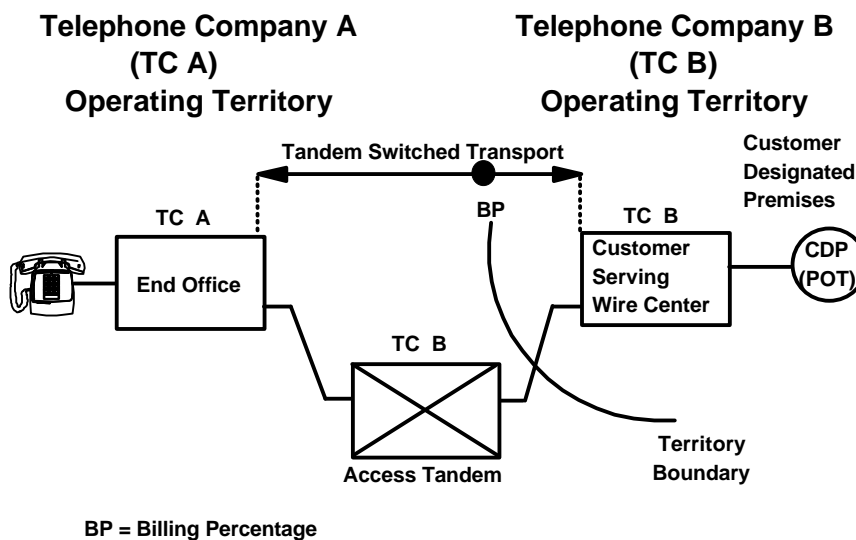 Telephone Company A
(TC A)
Operating Territory
Telephone Company B
(TC B)
Operating Territory
Customer
Designated
Premises
Tandem Switched Transport
BP
TC A
End Office
TC B
Customer
Serving
Wire Center
CDP
(POT)
TC B
Access Tandem
Territory
Boundary
BP = Billing Percentage